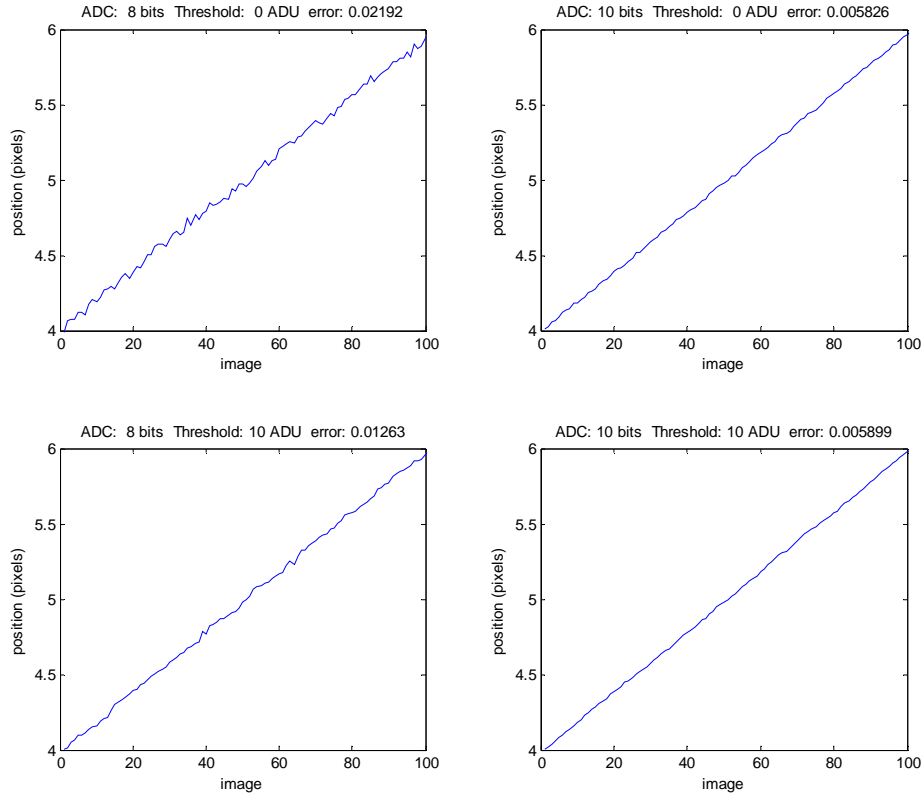 ADC: 8 bits Threshold: 0 ADU error: 0.02192
6
5.5
5
4.5
4
position (pixels)
0 20 40 60 80 100
image
ADC: 10 bits Threshold: 0 ADU error: 0.005826
6
5.5
5
4.5
4
position (pixels)
0 20 40 60 80 100
image
ADC: 8 bits Threshold: 10 ADU error: 0.01263
6
5.5
5
4.5
4
position (pixels)
0 20 40 60 80 100
image
ADC: 10 bits Threshold: 10 ADU error: 0.005899
6
5.5
5
4.5
4
position (pixels)
0 20 40 60 80 100
image